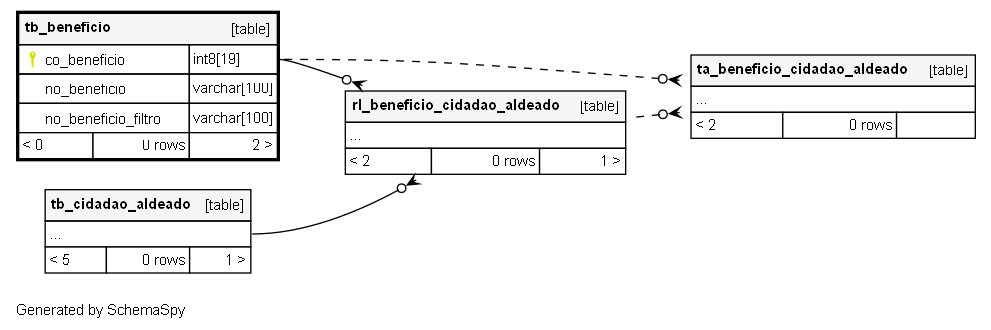 tb_beneficio [table]
co_beneficio int8[19]
no_beneficio varchar[100]
no_beneficio_filtro varchar[100]
< 0 0 rows 2 >
ta_beneficio_cidadao_aldeado [table]
...
< 2 0 rows
rl_beneficio_cidadao_aldeado [table]
...
< 2 0 rows 1 >
tb_cidadao_aldeado [table]
...
< 5 0 rows 1 >
Generated by SchemaSpy